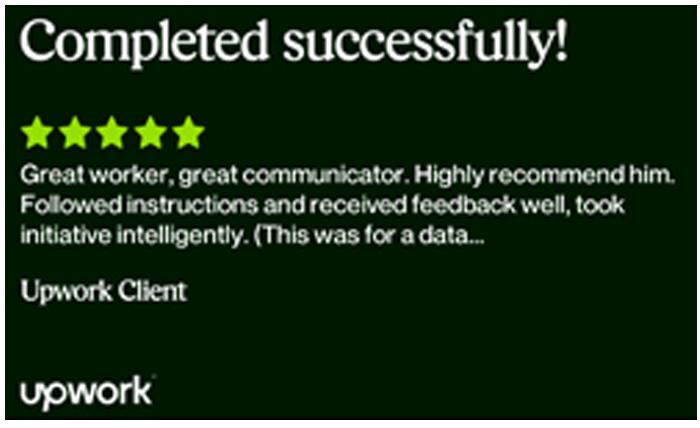 Completed successfully!
Great worker, great communicator. Highly recommend him.
Followed instructions and received feedback well, took
initiative intelligently. (This was for a data...
Upwork Client
upwork